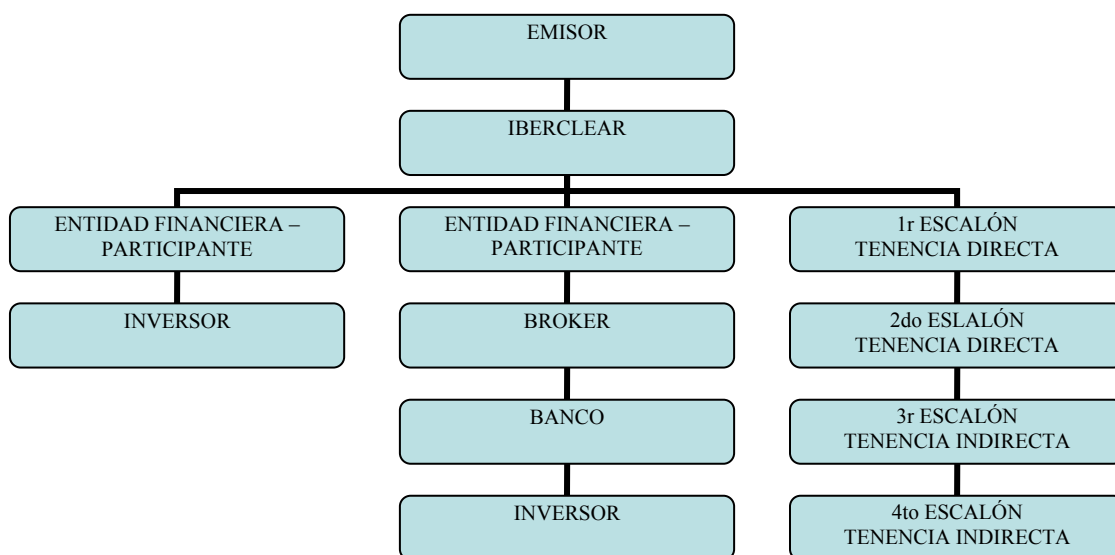 EMISOR
IBERCLEAR
ENTIDAD FINANCIERA –
PARTICIPANTE
ENTIDAD FINANCIERA –
PARTICIPANTE
1r ESCALÓN
TENENCIA DIRECTA
INVERSOR
BROKER
2do ESLALÓN
TENENCIA DIRECTA
BANCO
3r ESCALÓN
TENENCIA INDIRECTA
INVERSOR
4to ESCALÓN
TENENCIA INDIRECTA